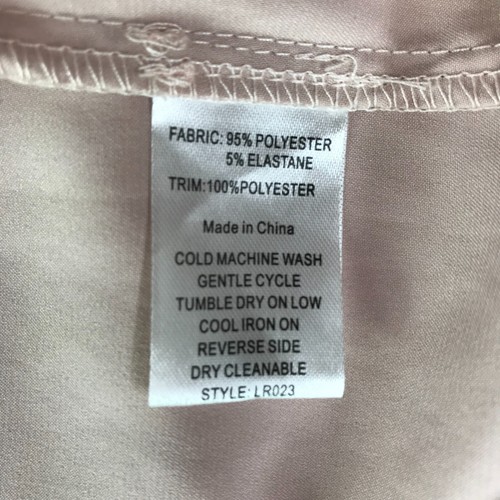 FABRIC: 95% POLYESTER
5% ELASTANE
TRIM:100%POLYESTER
Made in China
COLD MACHINE WASH
GENTLE CYCLE
TUMBLE DRY ON LOW
COOL IRON ON
REVERSE SIDE
DRY CLEANABLE
STYLE: LR023